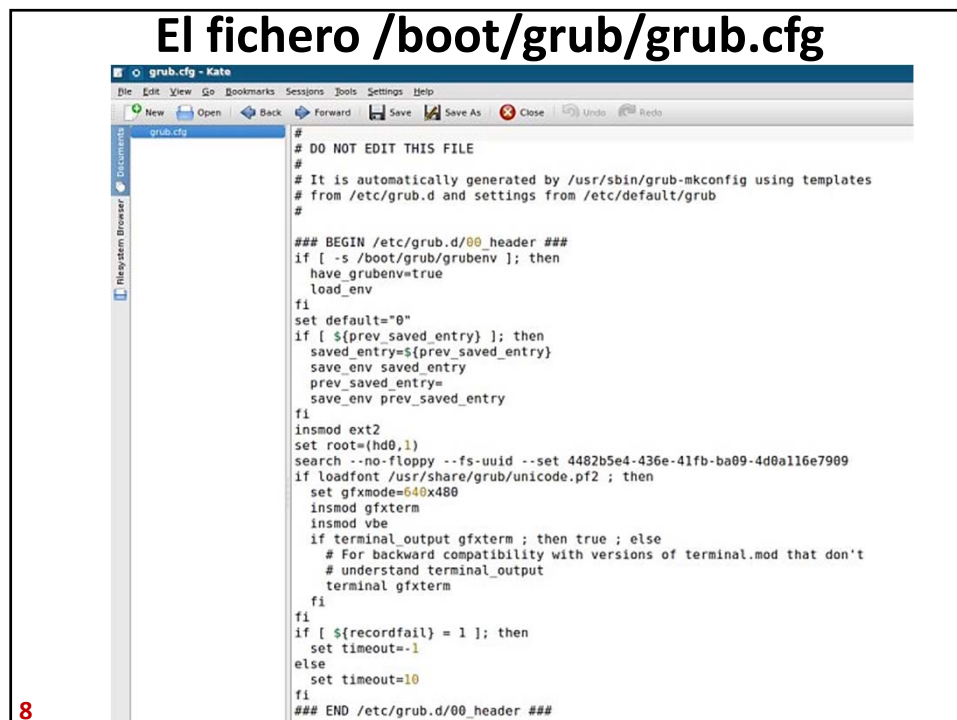 El fichero /boot/grub/grub.cfg
grub.cfg - Kate
File Edit View Go Bookmarks Sessions Tools Settings Help
New Open Back Forward Save Save As Close Undo Redo
Documents
Filesystem Browser
grub.cfg
#
# DO NOT EDIT THIS FILE
#
# It is automatically generated by /usr/sbin/grub-mkconfig using templates
# from /etc/grub.d and settings from /etc/default/grub
#

### BEGIN /etc/grub.d/00_header ###
if [ -s /boot/grub/grubenv ]; then
  have_grubenv=true
  load_env
fi
set default="0"
if [ ${prev_saved_entry} ]; then
  saved_entry=${prev_saved_entry}
  save_env saved_entry
  prev_saved_entry=
  save_env prev_saved_entry
fi
insmod ext2
set root=(hd0,1)
search --no-floppy --fs-uuid --set 4482b5e4-436e-41fb-ba09-4d0a116e7909
if loadfont /usr/share/grub/unicode.pf2 ; then
  set gfxmode=640x480
  insmod gfxterm
  insmod vbe
  if terminal_output gfxterm ; then true ; else
    # For backward compatibility with versions of terminal.mod that don't
    # understand terminal_output
    terminal gfxterm
  fi
fi
if [ ${recordfail} = 1 ]; then
  set timeout=-1
else
  set timeout=10
fi
### END /etc/grub.d/00_header ###
8